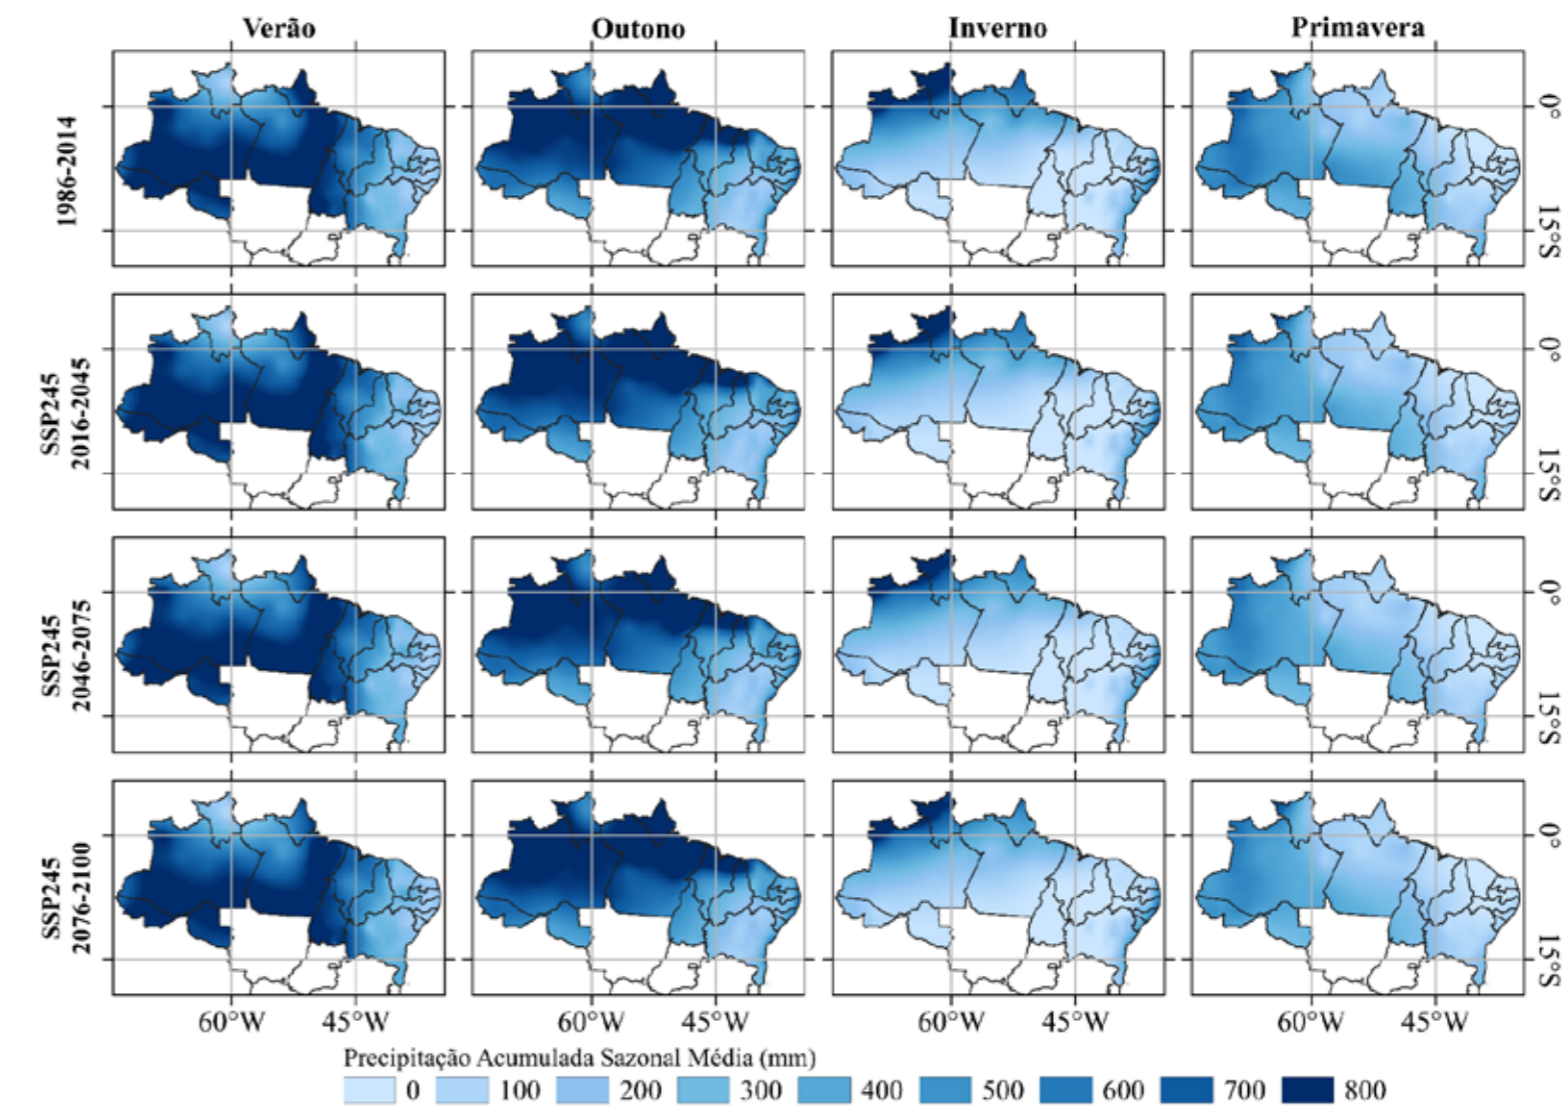 Verão Outono Inverno Primavera
1986-2014
0°
15°S
SSP245
2016-2045
0°
15°S
SSP245
2046-2075
0°
15°S
SSP245
2076-2100
0°
15°S
60°W 45°W 60°W 45°W 60°W 45°W 60°W 45°W
Precipitação Acumulada Sazonal Média (mm)
0 100 200 300 400 500 600 700 800